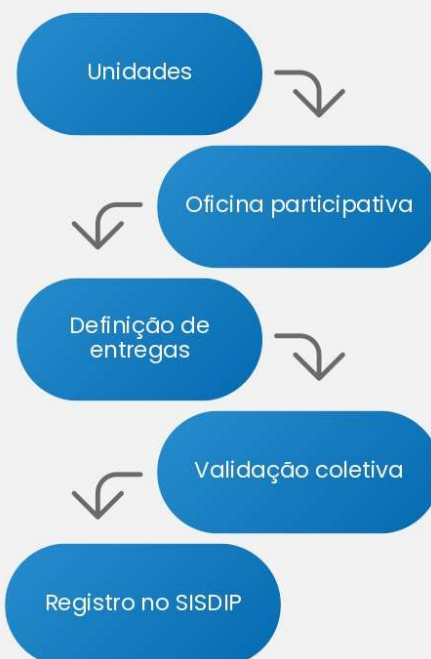 Unidades
Oficina participativa
Definição de
entregas
Validação coletiva
Registro no SISDIP